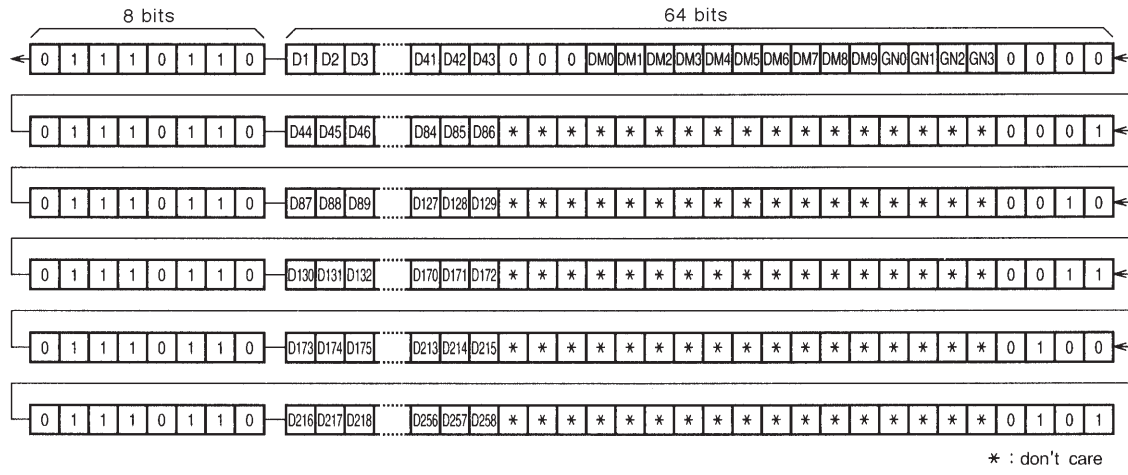 8 bits 64 bits
0 1 1 1 0 1 1 0 D1 D2 D3 D41 D42 D43 0 0 0 DM0 DM1 DM2 DM3 DM4 DM5 DM6 DM7 DM8 DM9 GN0 GN1 GN2 GN3 0 0 0 0
0 1 1 1 0 1 1 0 D44 D45 D46 D84 D85 D86 * * * * * * * * * * * * * * * * * 0 0 0 1
0 1 1 1 0 1 1 0 D87 D88 D89 D127 D128 D129 * * * * * * * * * * * * * * * * * 0 0 1 0
0 1 1 1 0 1 1 0 D130 D131 D132 D170 D171 D172 * * * * * * * * * * * * * * * * * 0 0 1 1
0 1 1 1 0 1 1 0 D173 D174 D175 D213 D214 D215 * * * * * * * * * * * * * * * * * 0 1 0 0
0 1 1 1 0 1 1 0 D216 D217 D218 D256 D257 D258 * * * * * * * * * * * * * * * * * 0 1 0 1
* : don't care